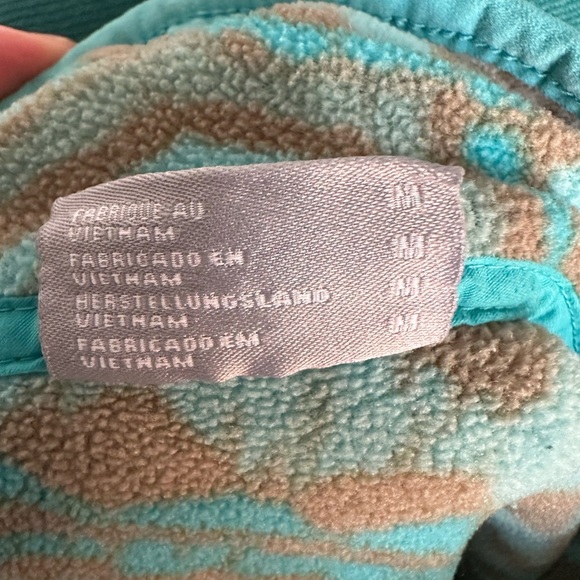 FABRIQUE AU M
VIETNAM
FABRICADO EN M
VIETNAM
HERSTELLUNGSLAND M
VIETNAM
FABRICADO EM M
VIETNAM